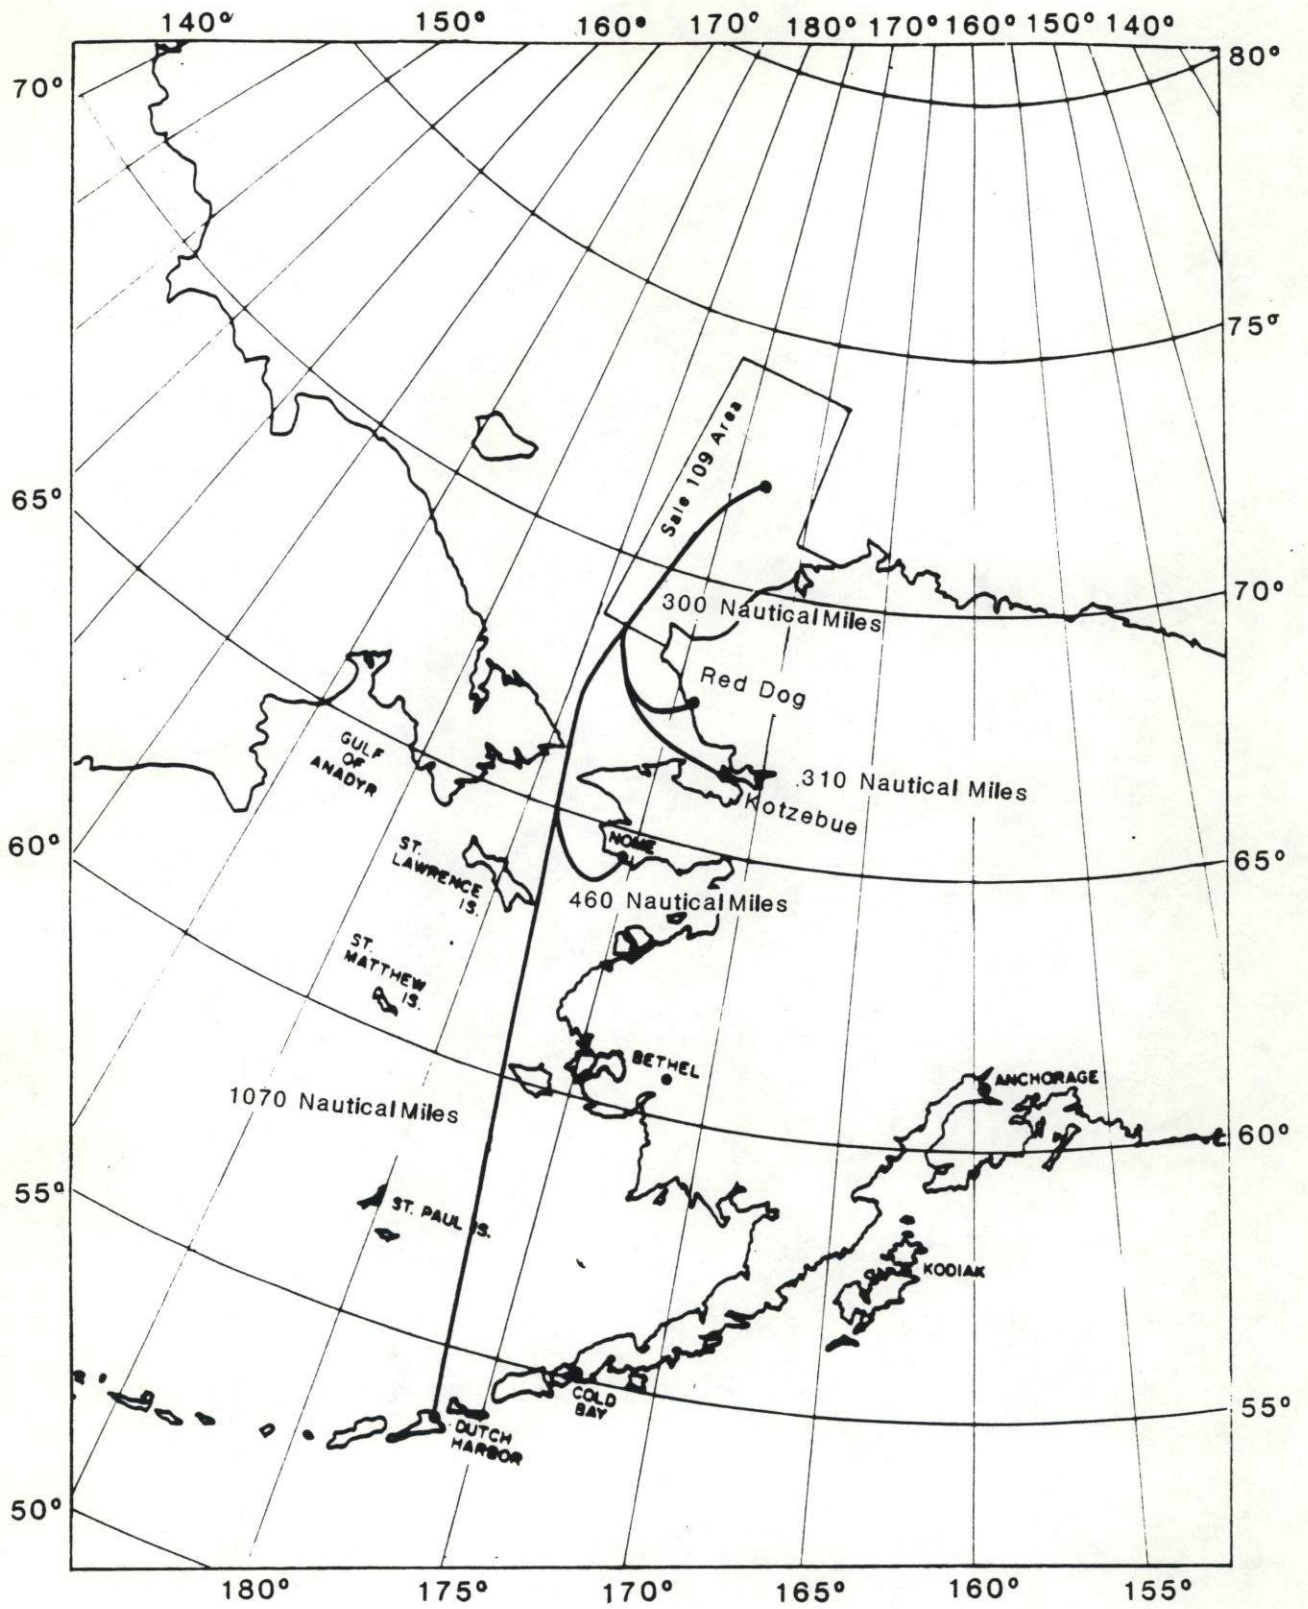 140° 150° 160° 170° 180° 170° 160° 150° 140°
70°
80°
75°
Sale 109 Area
65°
70°
300 Nautical Miles
Red Dog
GULF
OF
ANADYR
.310 Nautical Miles
Kotzebue
60°
65°
NOME
ST.
LAWRENCE
IS.
460 Nautical Miles
ST.
MATTHEW
IS.
BETHEL
ANCHORAGE
1070 Nautical Miles
60°
55°
ST. PAUL IS.
KODIAK
COLD
BAY
55°
DUTCH
HARBOR
50°
180° 175° 170° 165° 160° 155°